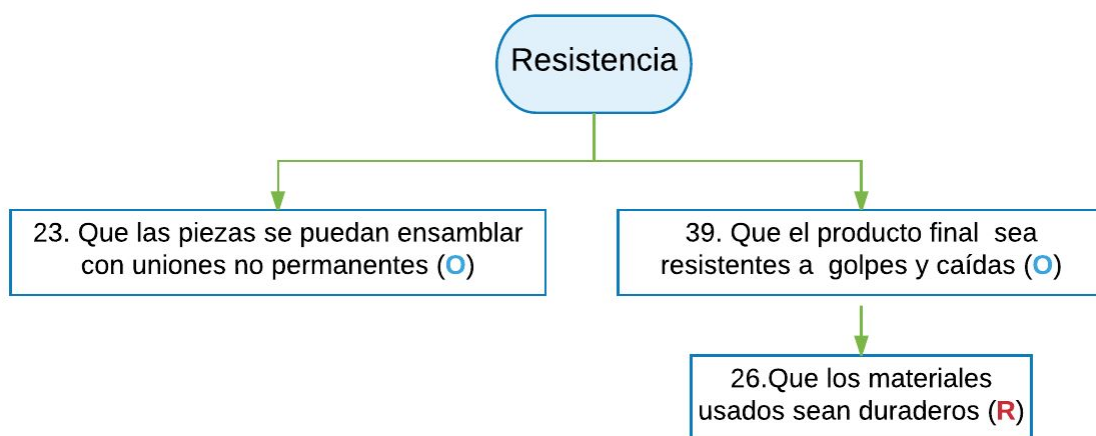 Resistencia
23. Que las piezas se puedan ensamblar
con uniones no permanentes (O)
39. Que el producto final sea
resistentes a golpes y caídas (O)
26.Que los materiales
usados sean duraderos (R)